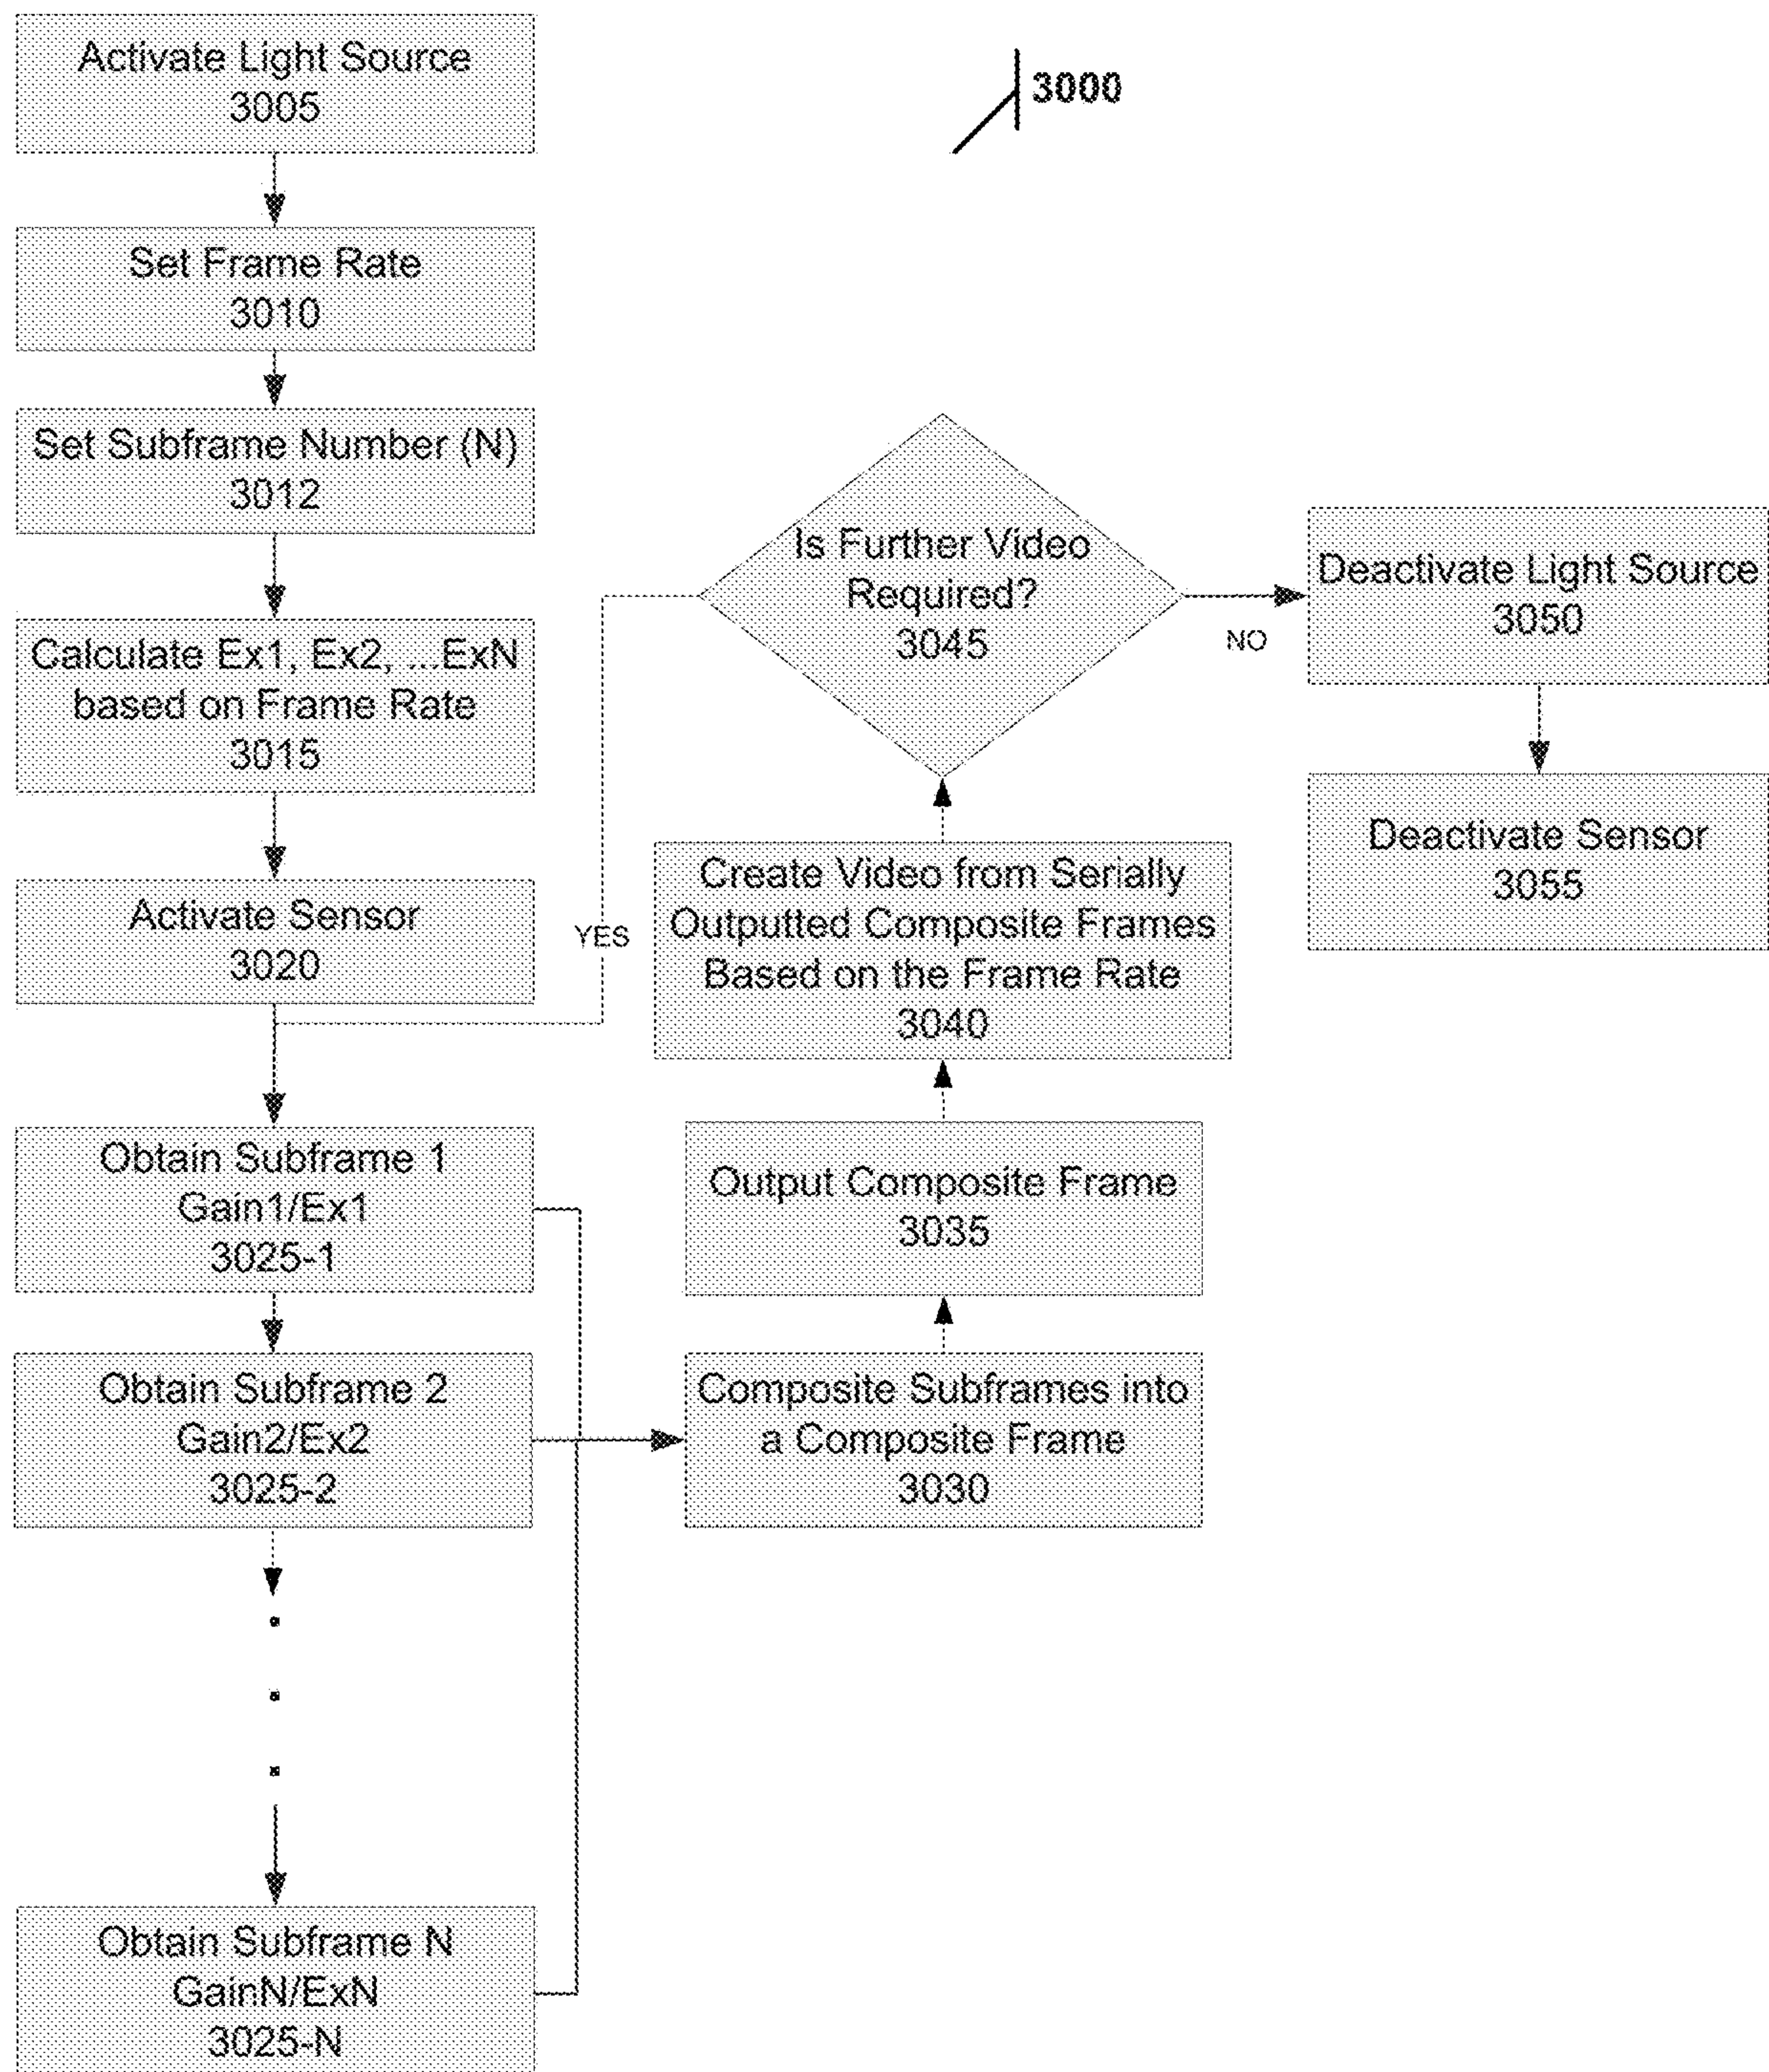 Activate Light Source
3005
3000
Set Frame Rate
3010
Set Subframe Number (N)
3012
Calculate Ex1, Ex2, ...ExN
based on Frame Rate
3015
Activate Sensor
3020
Obtain Subframe 1
Gain1/Ex1
3025-1
Obtain Subframe 2
Gain2/Ex2
3025-2
Obtain Subframe N
GainN/ExN
3025-N
Composite Subframes into
a Composite Frame
3030
Output Composite Frame
3035
Create Video from Serially
Outputted Composite Frames
Based on the Frame Rate
3040
Is Further Video
Required?
3045
YES
NO
Deactivate Light Source
3050
Deactivate Sensor
3055